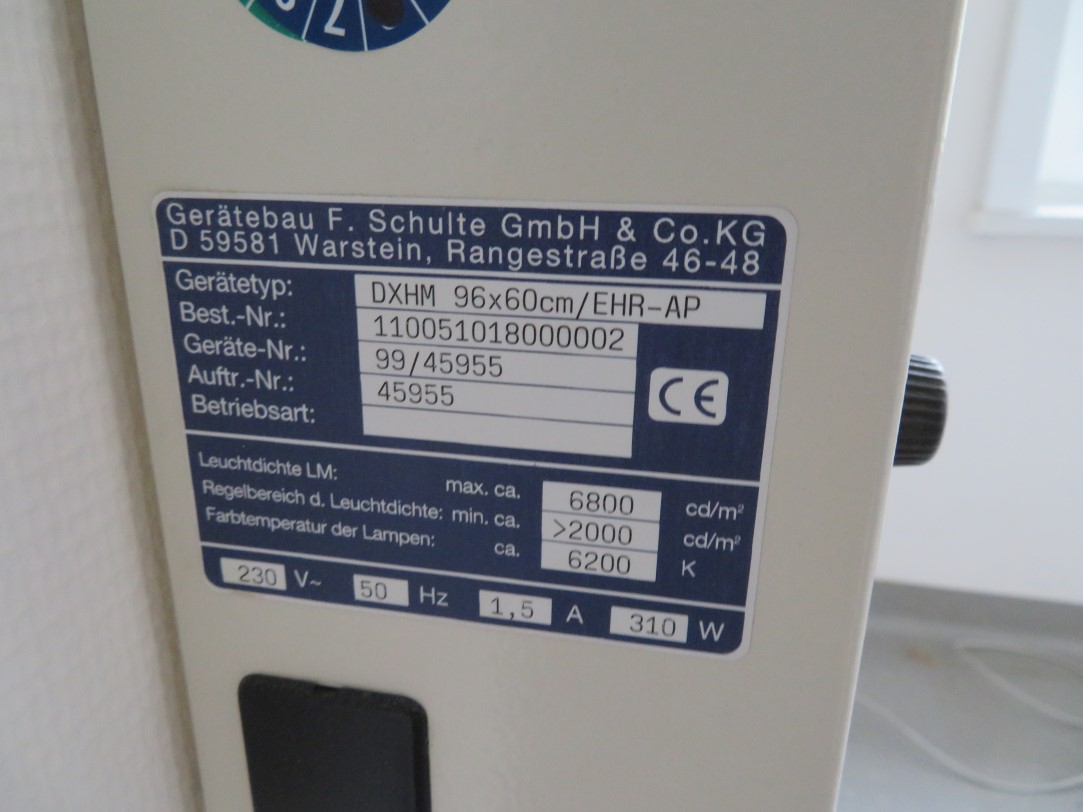 7
Gerätebau F. Schulte GmbH & Co.KG
D 59581 Warstein, Rangestraße 46-48
Gerätetyp: DXHM 96x60cm/EHR-AP
Best.-Nr.: 110051018000002
Geräte-Nr.: 99/45955
Auftr.-Nr.: 45955
Betriebsart:
CE
Leuchtdichte LM: max. ca. 6800 cd/m²
Regelbereich d. Leuchtdichte: min. ca. >2000 cd/m²
Farbtemperatur der Lampen: ca. 6200 K
230 V~ 50 Hz 1,5 A 310 W